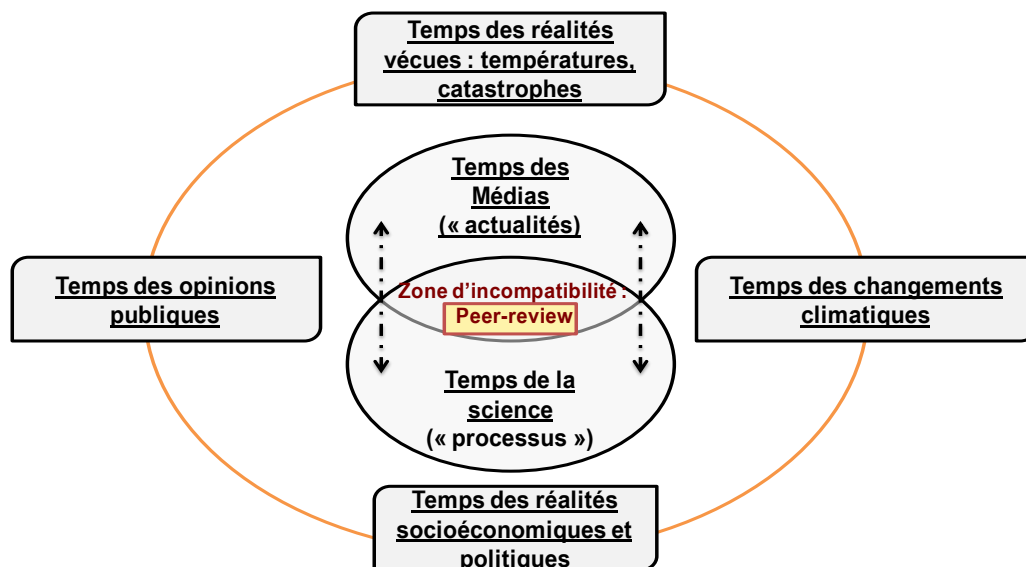 Temps des réalités
vécues : températures,
catastrophes
Temps des
Médias
(« actualités)
Temps des opinions
publiques
Zone d’incompatibilité :
Peer-review
Temps des changements
climatiques
Temps de la
science
(« processus »)
Temps des réalités
socioéconomiques et
politiques